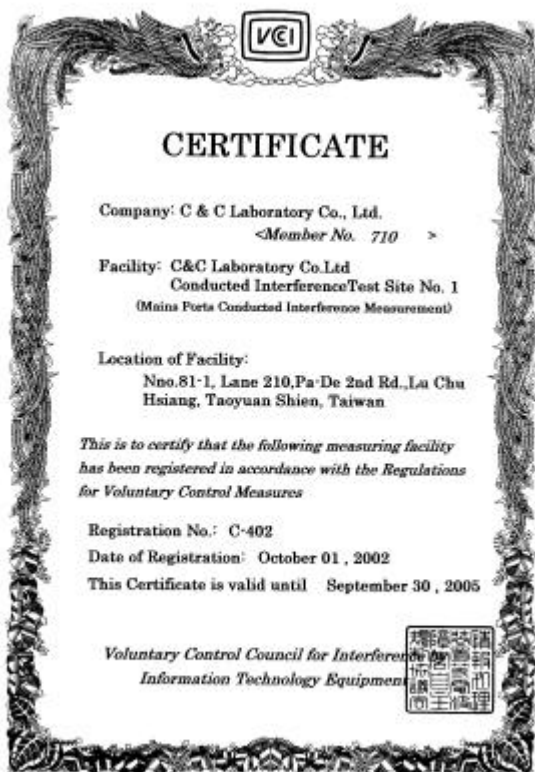 VCCI
CERTIFICATE
Company: C & C Laboratory Co., Ltd.
<Member No. 710 >
Facility: C&C Laboratory Co.Ltd
Conducted InterferenceTest Site No. 1
(Mains Ports Conducted Interference Measurement)
Location of Facility:
Nno.81-1, Lane 210,Pa-De 2nd Rd.,Lu Chu
Hsiang, Taoyuan Shien, Taiwan
This is to certify that the following measuring facility
has been registered in accordance with the Regulations
for Voluntary Control Measures
Registration No.: C-402
Date of Registration: October 01 , 2002
This Certificate is valid until September 30 , 2005
Voluntary Control Council for Interference by
Information Technology Equipment